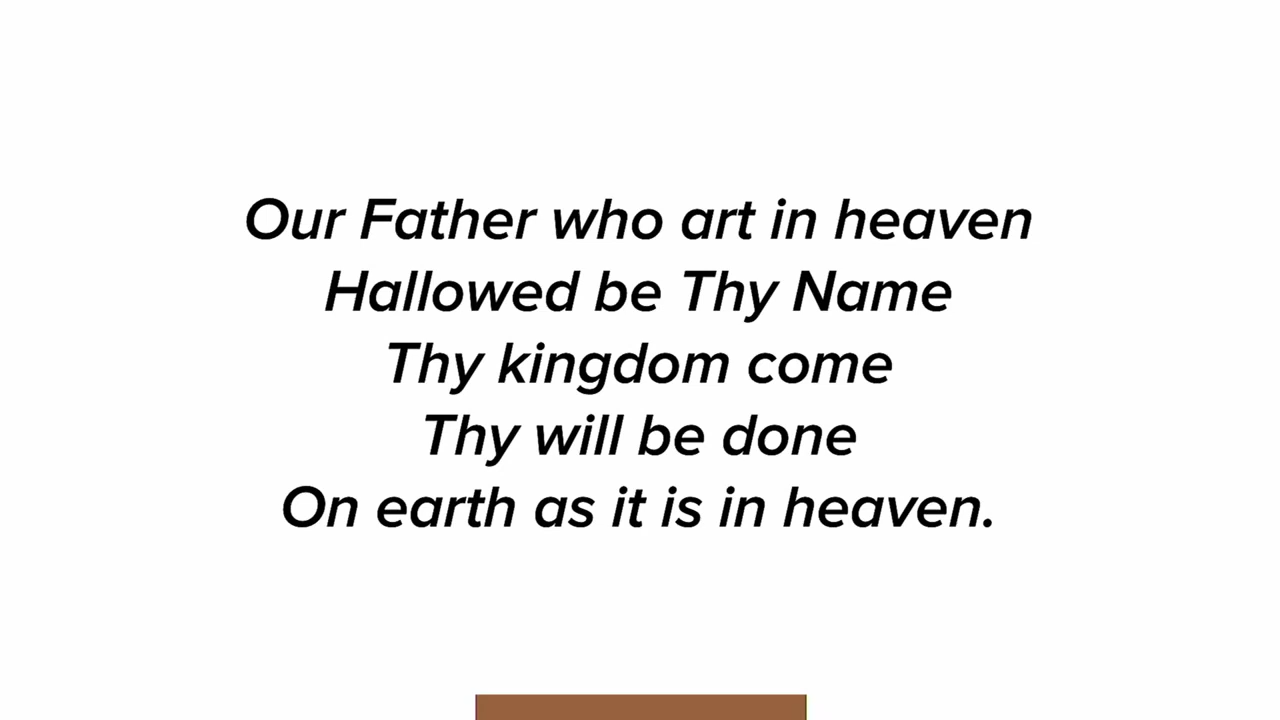 Our Father who art in heaven
Hallowed be Thy Name
Thy kingdom come
Thy will be done
On earth as it is in heaven.